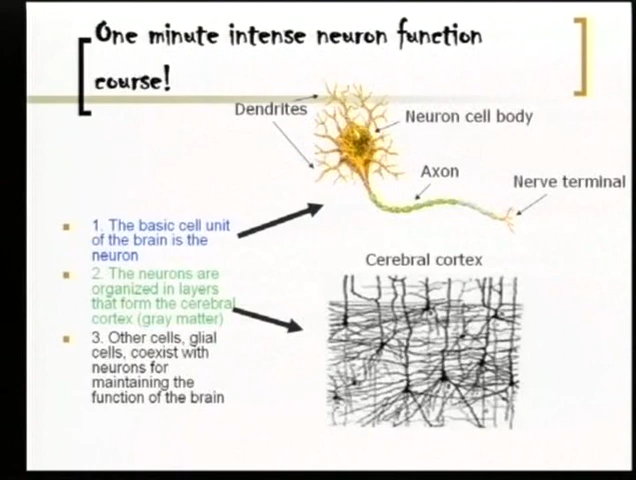 One minute intense neuron function
course!
Dendrites
Neuron cell body
Axon
Nerve terminal
1. The basic cell unit
of the brain is the
neuron
2. The neurons are
organized in layers
that form the cerebral
cortex (gray matter)
3. Other cells, glial
cells, coexist with
neurons for
maintaining the
function of the brain
Cerebral cortex